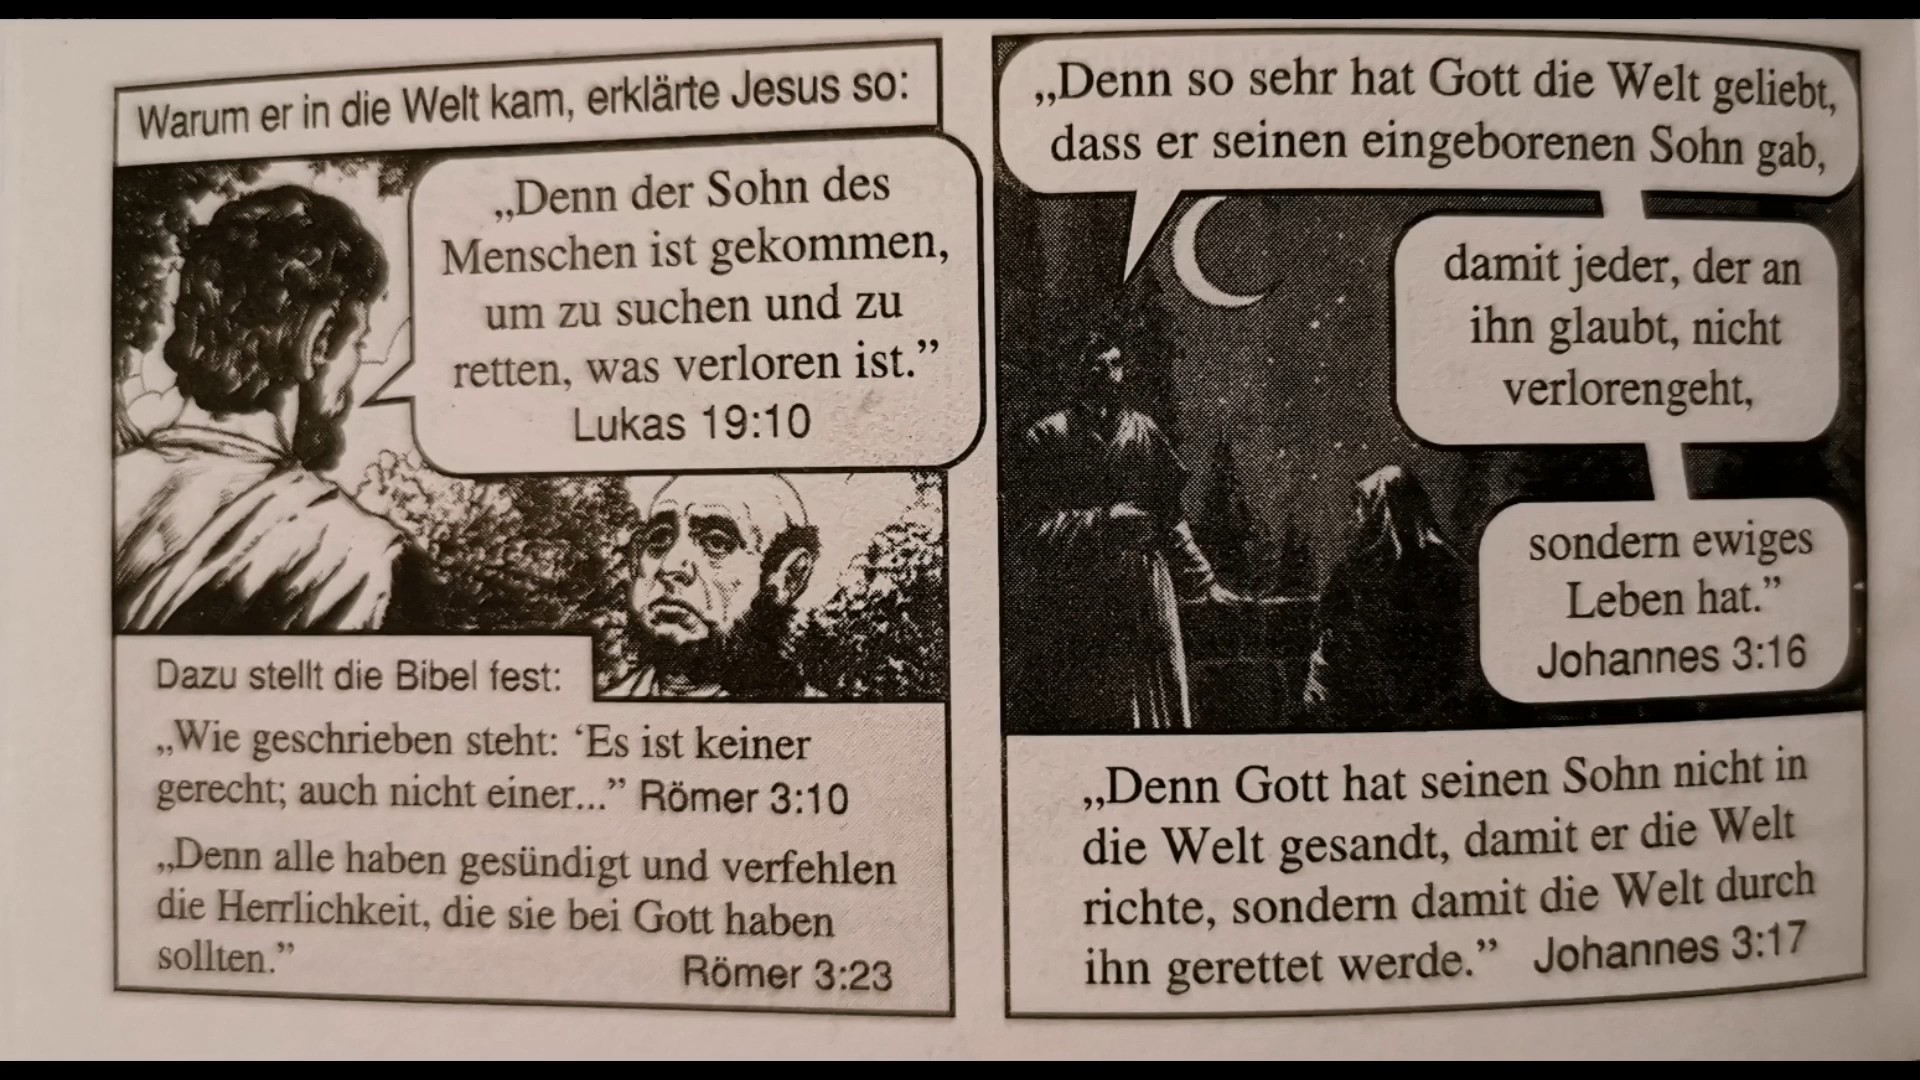 Warum er in die Welt kam, erklärte Jesus so:
„Denn der Sohn des
Menschen ist gekommen,
um zu suchen und zu
retten, was verloren ist.”
Lukas 19:10
Dazu stellt die Bibel fest:
„Wie geschrieben steht: ‘Es ist keiner
gerecht; auch nicht einer...” Römer 3:10
„Denn alle haben gesündigt und verfehlen
die Herrlichkeit, die sie bei Gott haben
sollten.”
Römer 3:23
„Denn so sehr hat Gott die Welt geliebt,
dass er seinen eingeborenen Sohn gab,
damit jeder, der an
ihn glaubt, nicht
verlorengeht,
sondern ewiges
Leben hat.”
Johannes 3:16
„Denn Gott hat seinen Sohn nicht in
die Welt gesandt, damit er die Welt
richte, sondern damit die Welt durch
ihn gerettet werde.” Johannes 3:17